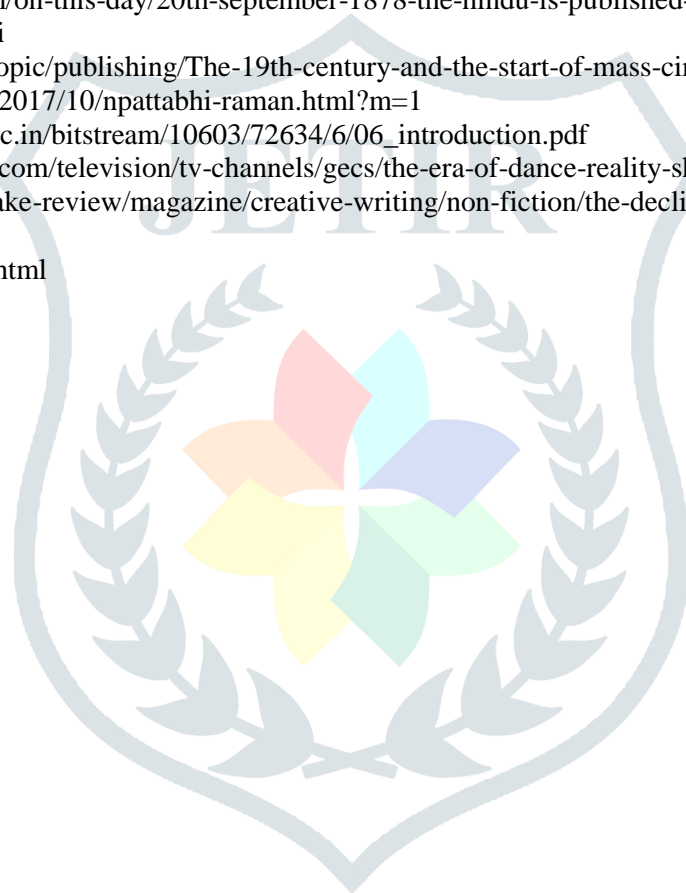 /on-this-day/20th-september-1878-the-hindu-is-published-
i
opic/publishing/The-19th-century-and-the-start-of-mass-cir
2017/10/npattabhi-raman.html?m=1
c.in/bitstream/10603/72634/6/06_introduction.pdf
com/television/tv-channels/gecs/the-era-of-dance-reality-s
ake-review/magazine/creative-writing/non-fiction/the-decli
JETIR
html